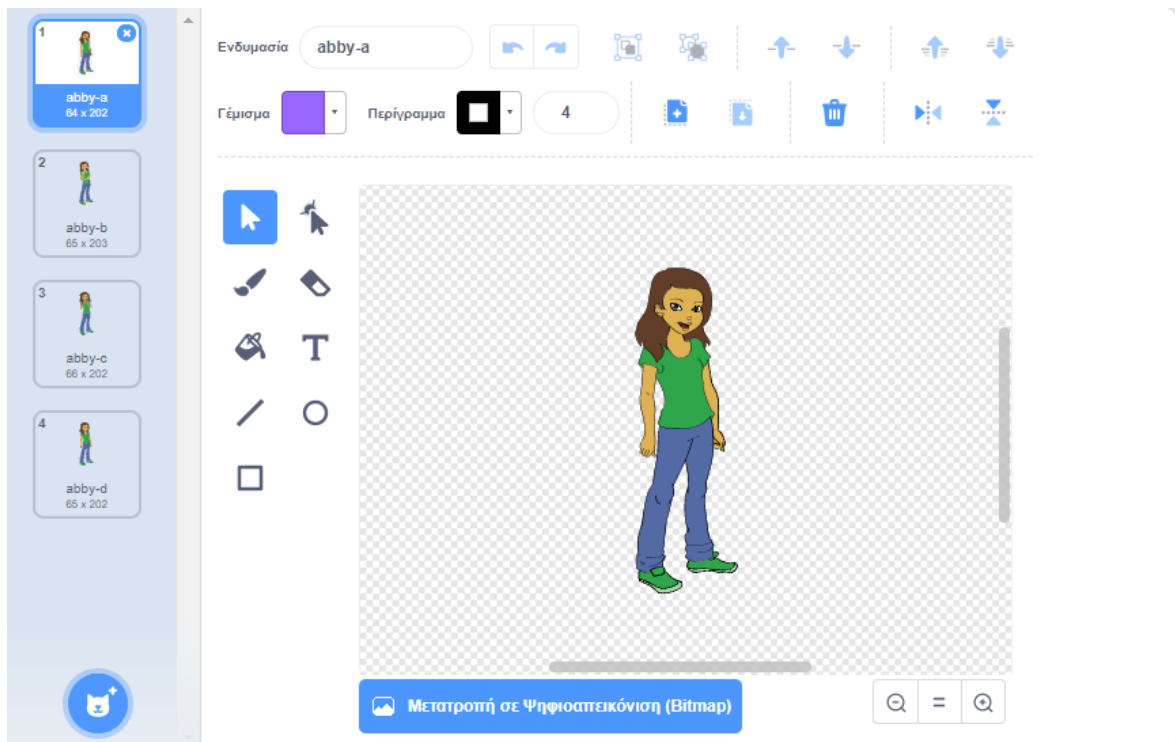 1
abby-a
64 x 202
2
abby-b
65 x 203
3
abby-c
66 x 202
4
abby-d
65 x 202
Ενδυμασία abby-a
Γέμισμα Περίγραμμα 4
T
Μετατροπή σε Ψηφιοαπεικόνιση (Bitmap)